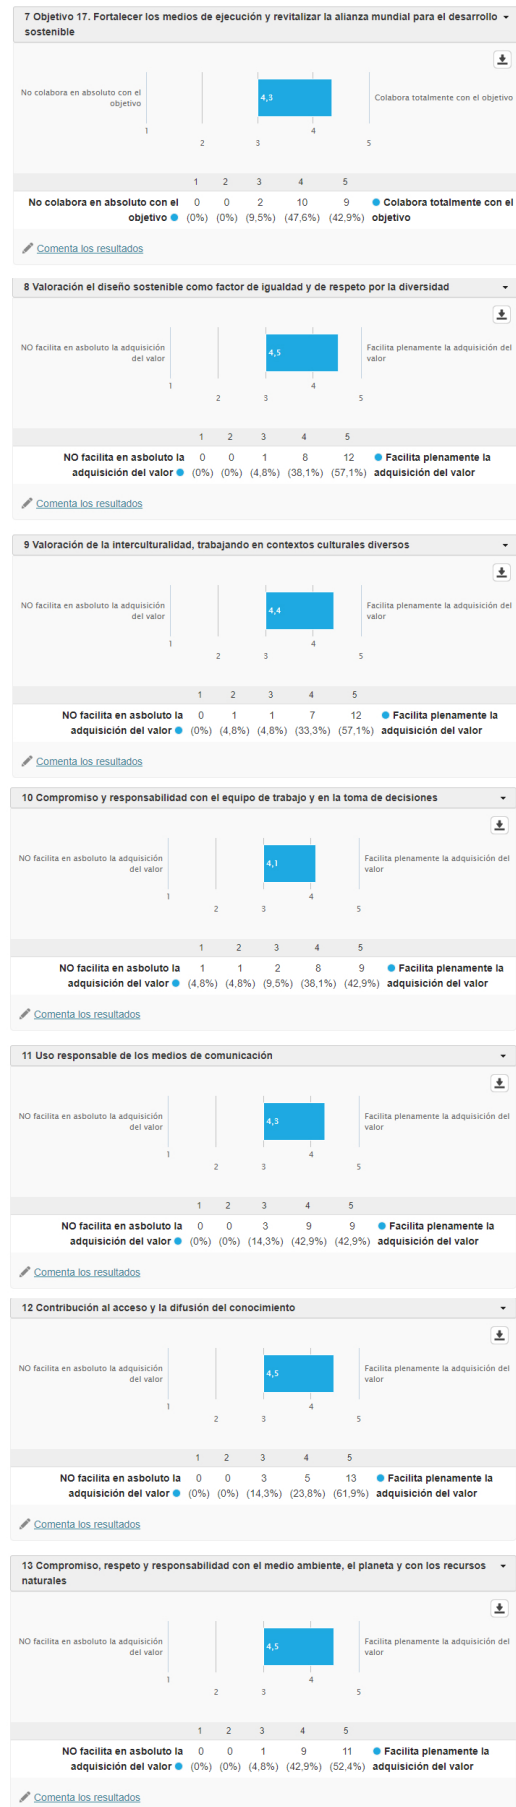 7 Objetivo 17. Fortalecer los medios de ejecución y revitalizar la alianza mundial para el desarrollo
sostenible
No colabora en absoluto con el
objetivo
4,3
Colabora totalmente con el objetivo
1
2
3
4
5
1 2 3 4 5
No colabora en absoluto con el
objetivo
0 0 2 10 9
(0%) (0%) (9,5%) (47,6%) (42,9%)
Colabora totalmente con el
objetivo
Comenta los resultados
8 Valoración el diseño sostenible como factor de igualdad y de respeto por la diversidad
NO facilita en asboluto la adquisición
del valor
4,5
Facilita plenamente la adquisición del
valor
1
2
3
4
5
1 2 3 4 5
NO facilita en asboluto la
adquisición del valor
0 0 1 8 12
(0%) (0%) (4,8%) (38,1%) (57,1%)
Facilita plenamente la
adquisición del valor
Comenta los resultados
9 Valoración de la interculturalidad, trabajando en contextos culturales diversos
NO facilita en asboluto la adquisición
del valor
4,4
Facilita plenamente la adquisición del
valor
1
2
3
4
5
1 2 3 4 5
NO facilita en asboluto la
adquisición del valor
0 1 1 7 12
(0%) (4,8%) (4,8%) (33,3%) (57,1%)
Facilita plenamente la
adquisición del valor
Comenta los resultados
10 Compromiso y responsabilidad con el equipo de trabajo y en la toma de decisiones
NO facilita en asboluto la adquisición
del valor
4,1
Facilita plenamente la adquisición del
valor
1
2
3
4
5
1 2 3 4 5
NO facilita en asboluto la
adquisición del valor
1 1 2 8 9
(4,8%) (4,8%) (9,5%) (38,1%) (42,9%)
Facilita plenamente la
adquisición del valor
Comenta los resultados
11 Uso responsable de los medios de comunicación
NO facilita en asboluto la adquisición
del valor
4,3
Facilita plenamente la adquisición del
valor
1
2
3
4
5
1 2 3 4 5
NO facilita en asboluto la
adquisición del valor
0 0 3 9 9
(0%) (0%) (14,3%) (42,9%) (42,9%)
Facilita plenamente la
adquisición del valor
Comenta los resultados
12 Contribución al acceso y la difusión del conocimiento
NO facilita en asboluto la adquisición
del valor
4,5
Facilita plenamente la adquisición del
valor
1
2
3
4
5
1 2 3 4 5
NO facilita en asboluto la
adquisición del valor
0 0 3 5 13
(0%) (0%) (14,3%) (23,8%) (61,9%)
Facilita plenamente la
adquisición del valor
Comenta los resultados
13 Compromiso, respeto y responsabilidad con el medio ambiente, el planeta y con los recursos
naturales
NO facilita en asboluto la adquisición
del valor
4,5
Facilita plenamente la adquisición del
valor
1
2
3
4
5
1 2 3 4 5
NO facilita en asboluto la
adquisición del valor
0 0 1 9 11
(0%) (0%) (4,8%) (42,9%) (52,4%)
Facilita plenamente la
adquisición del valor
Comenta los resultados